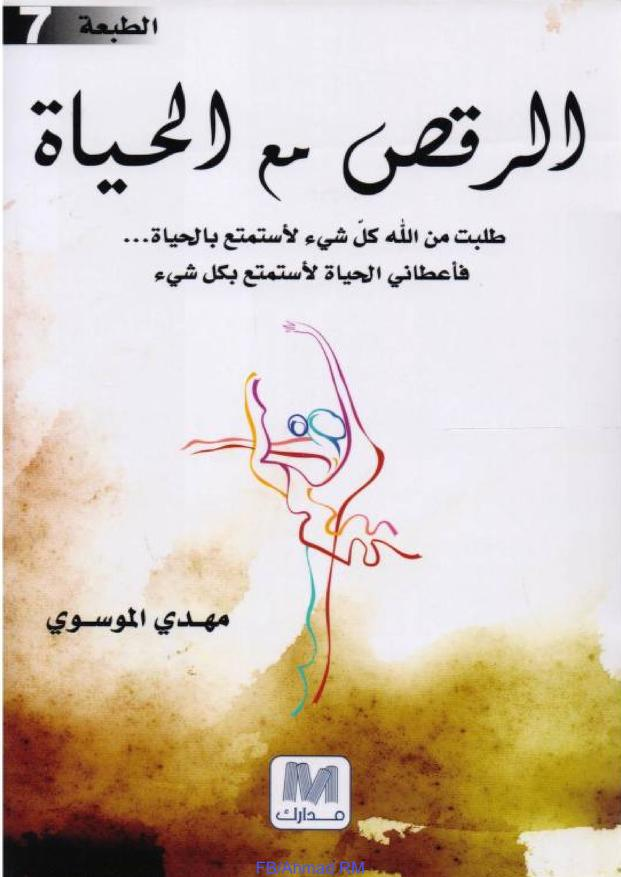 الطبعة 7
الرقص مع الحياة
طلبت من الله كلّ شيء لأستمتع بالحياة...
فأعطاني الحياة لأستمتع بكل شيء
مهدي الموسوي
مدارك
FB/Ahmad.RM